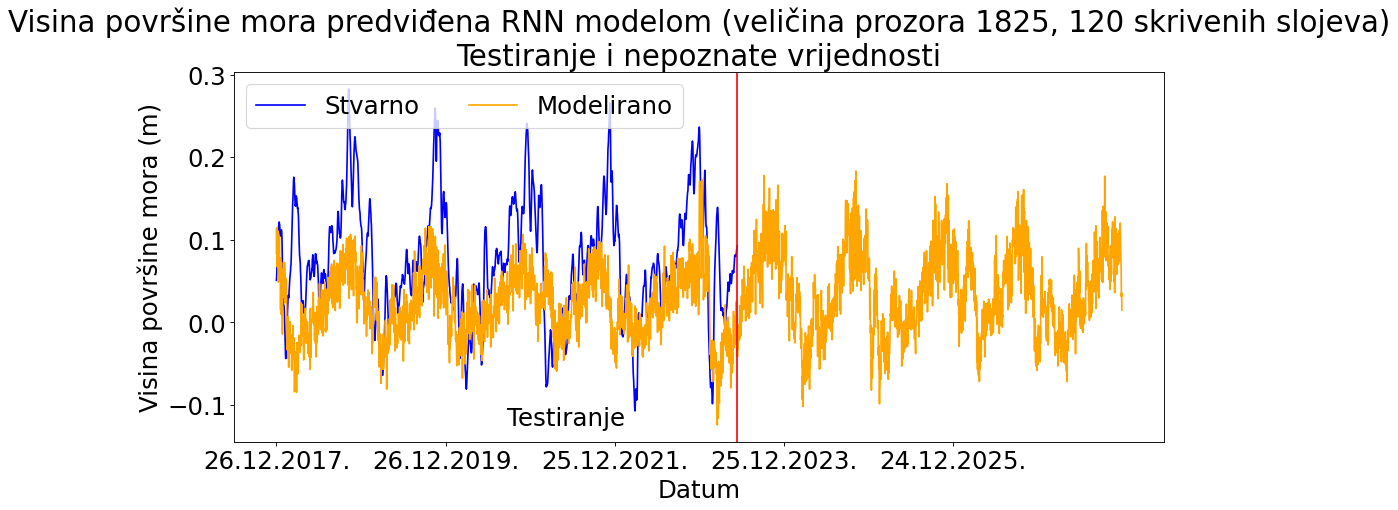 Visina površine mora predviđena RNN modelom (veličina prozora 1825, 120 skrivenih slojeva)
Testiranje i nepoznate vrijednosti
Stvarno Modelirano
Visina površine mora (m)
0.3
0.2
0.1
0.0
−0.1
Testiranje
26.12.2017. 26.12.2019. 25.12.2021. 25.12.2023. 24.12.2025.
Datum